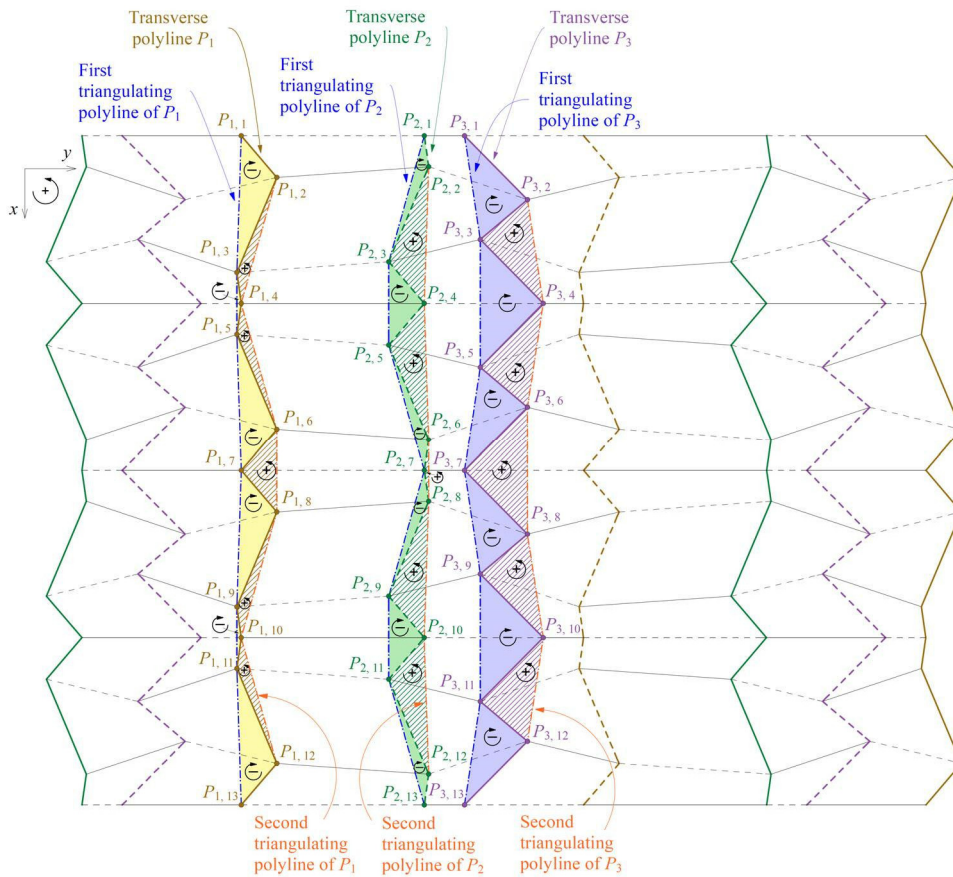 Transverse
polyline P1
Transverse
polyline P2
Transverse
polyline P3
First
triangulating
polyline of P1
First
triangulating
polyline of P2
First
triangulating
polyline of P3
y
x
+
P1, 1
P1, 2
P1, 3
P1, 4
P1, 5
P1, 6
P1, 7
P1, 8
P1, 9
P1, 10
P1, 11
P1, 12
P1, 13
P2, 1
P2, 2
P2, 3
P2, 4
P2, 5
P2, 6
P2, 7
P2, 8
P2, 9
P2, 10
P2, 11
P2, 12
P2, 13
P3, 1
P3, 2
P3, 3
P3, 4
P3, 5
P3, 6
P3, 7
P3, 8
P3, 9
P3, 10
P3, 11
P3, 12
P3, 13
Second
triangulating
polyline of P1
Second
triangulating
polyline of P2
Second
triangulating
polyline of P3